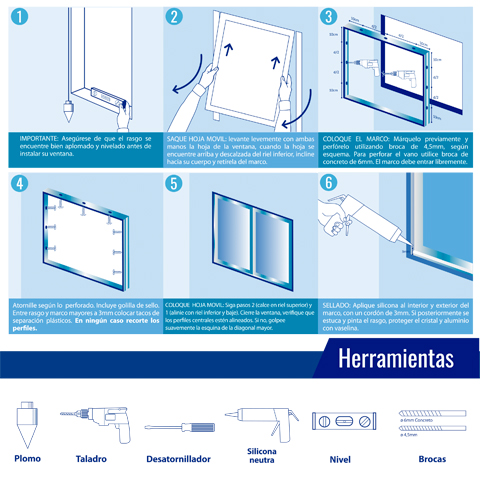 1
IMPORTANTE: Asegúrese de que el rasgo se
encuentre bien aplomado y nivelado antes de
instalar su ventana.
2
SAQUE HOJA MOVIL: levante levemente con ambas
manos la hoja de la ventana, cuando la hoja se
encuentre arriba y descalzada del riel inferior, incline
hacia su cuerpo y retírela del marco.
3
COLOQUE EL MARCO: Márquelo previamente y
perfórelo utilizando broca de 4,5mm, según
esquema. Para perforar el vano utilice broca de
concreto de 6mm. El marco debe entrar libremente.
4
Atornille según lo perforado. Incluye golilla de sello.
Entre rasgo y marco mayores a 3mm colocar tacos de
separación plásticos. En ningún caso recorte los
perfiles.
5
COLOQUE HOJA MOVIL: Siga pasos 2 (coloque en riel superior) y
1 (alinie con riel inferior y baje). Cierre la ventana, verifique que
los perfiles centrales estén alineados. Si no, golpee
suavemente la esquina de la diagonal mayor.
6
SELLADO: Aplique silicona al interior y exterior del
marco, con un cordón de 3mm. Si posteriormente se
estuca y pinta el rasgo, proteger el cristal y aluminio
con vaselina.
Herramientas
Plomo
Taladro
Desatornillador
Silicona
neutra
Nivel
ø 6mm Concreto
ø 4,5mm
Brocas